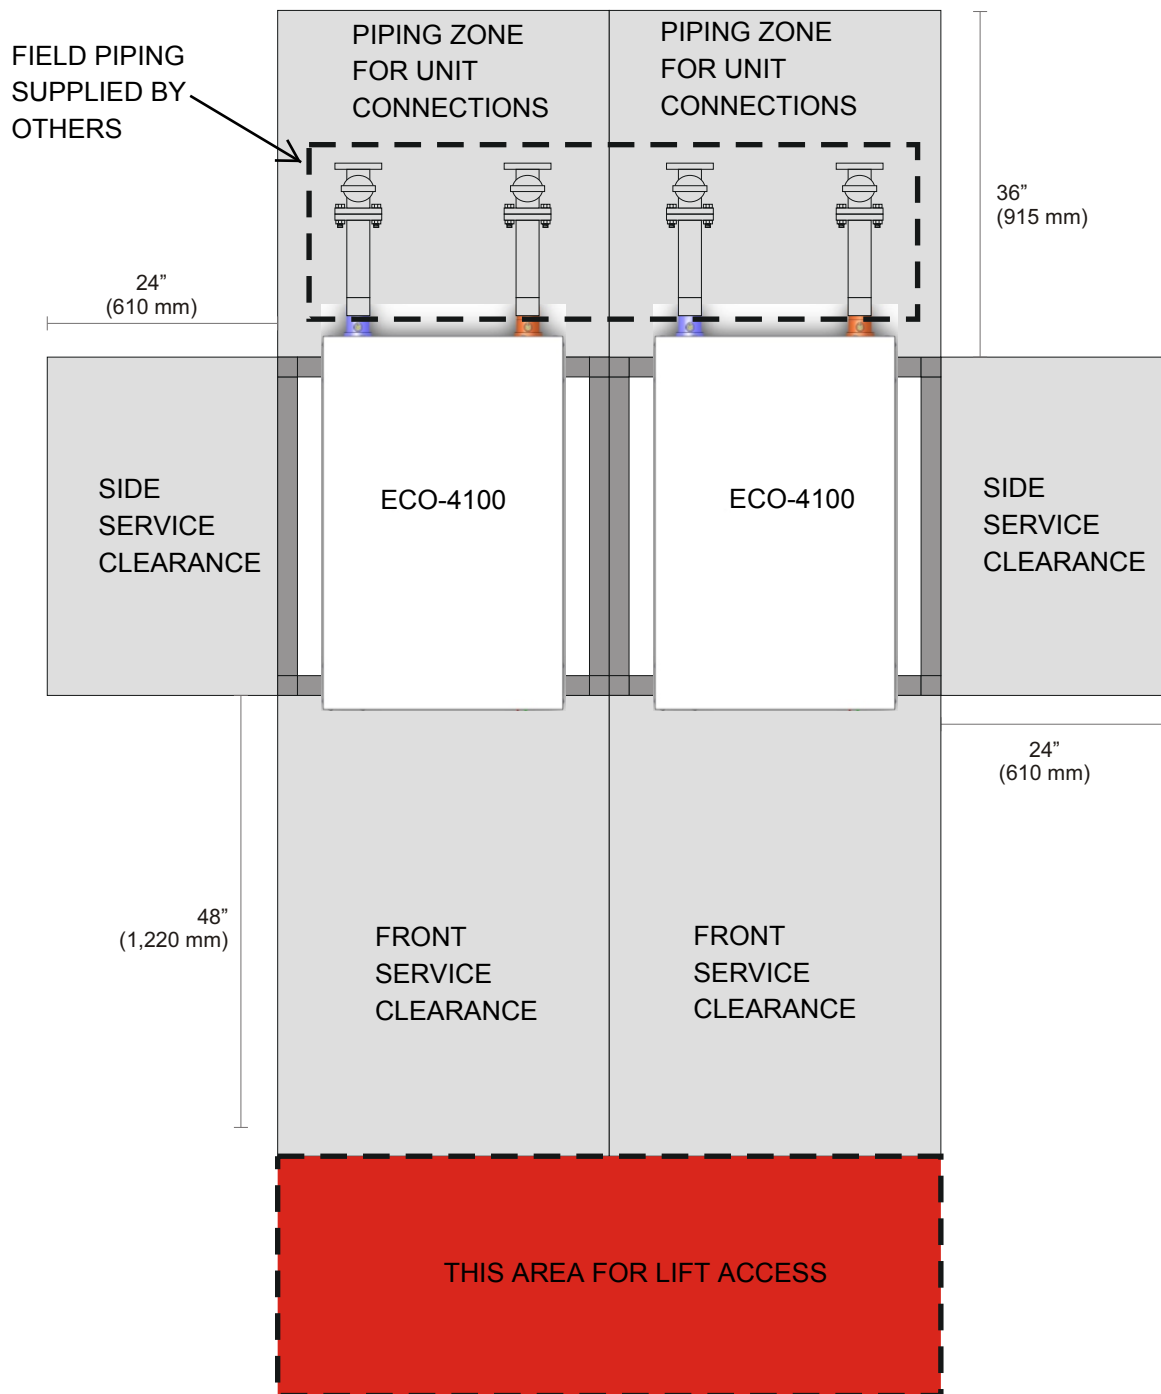 PIPING ZONE
FOR UNIT
CONNECTIONS
PIPING ZONE
FOR UNIT
CONNECTIONS
FIELD PIPING
SUPPLIED BY
OTHERS
36”
(915 mm)
24”
(610 mm)
SIDE
SERVICE
CLEARANCE
ECO-4100
ECO-4100
SIDE
SERVICE
CLEARANCE
24”
(610 mm)
48”
(1,220 mm)
FRONT
SERVICE
CLEARANCE
FRONT
SERVICE
CLEARANCE
THIS AREA FOR LIFT ACCESS